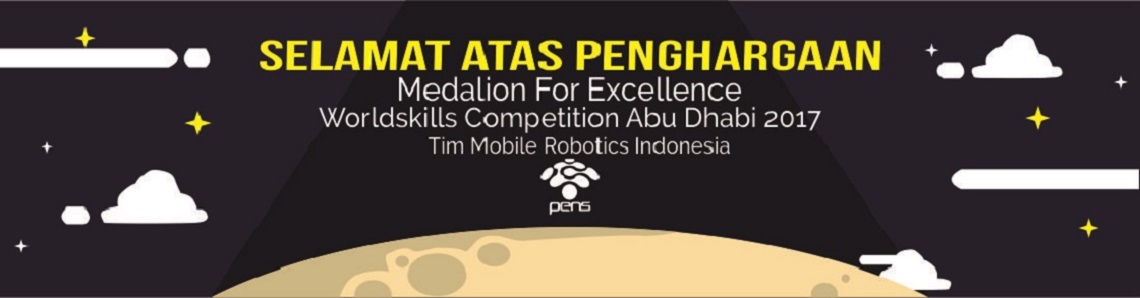 SELAMAT ATAS PENGHARGAAN
Medalion For Excellence
Worldskills Competition Abu Dhabi 2017
Tim Mobile Robotics Indonesia
pens